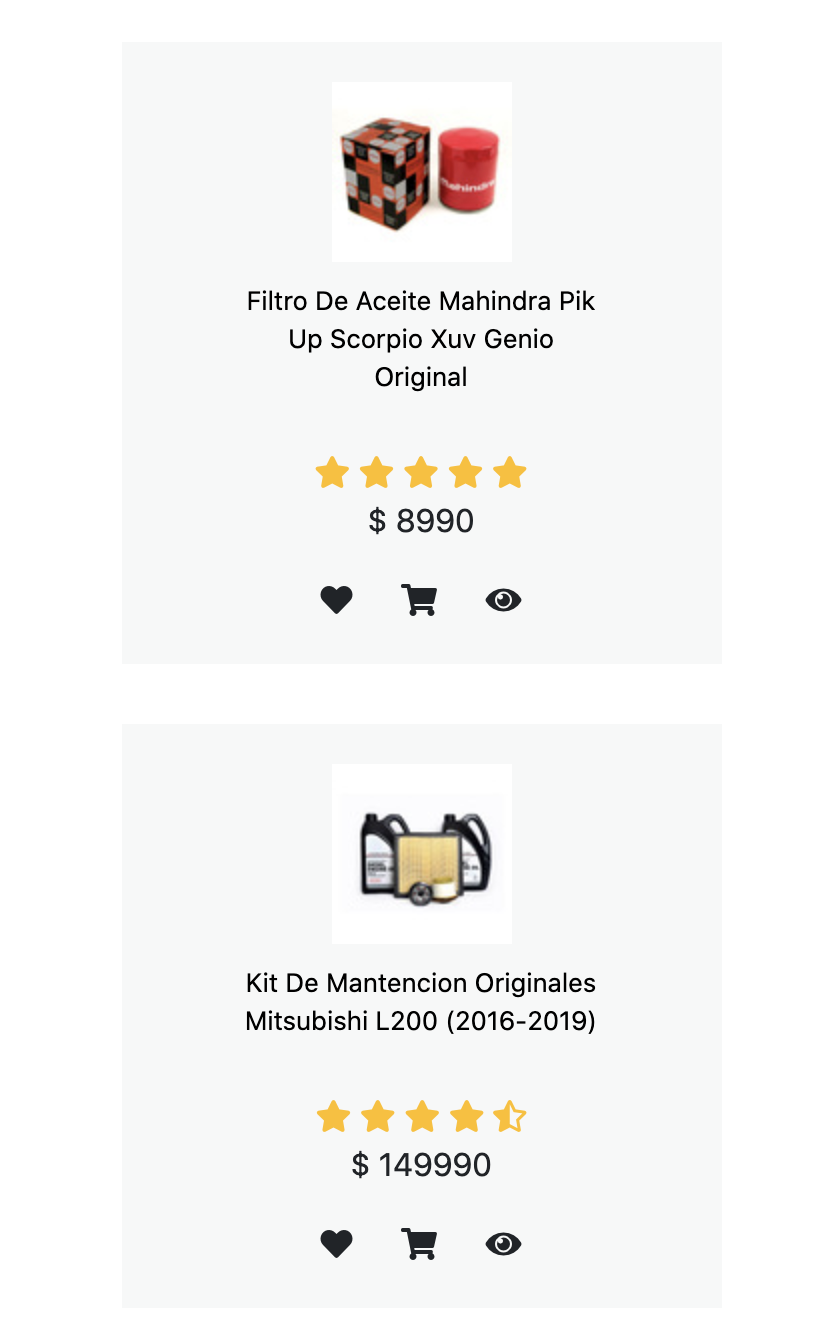 mahindra
Filtro De Aceite Mahindra Pik
Up Scorpio Xuv Genio
Original
$ 8990
Kit De Mantencion Originales
Mitsubishi L200 (2016-2019)
$ 149990